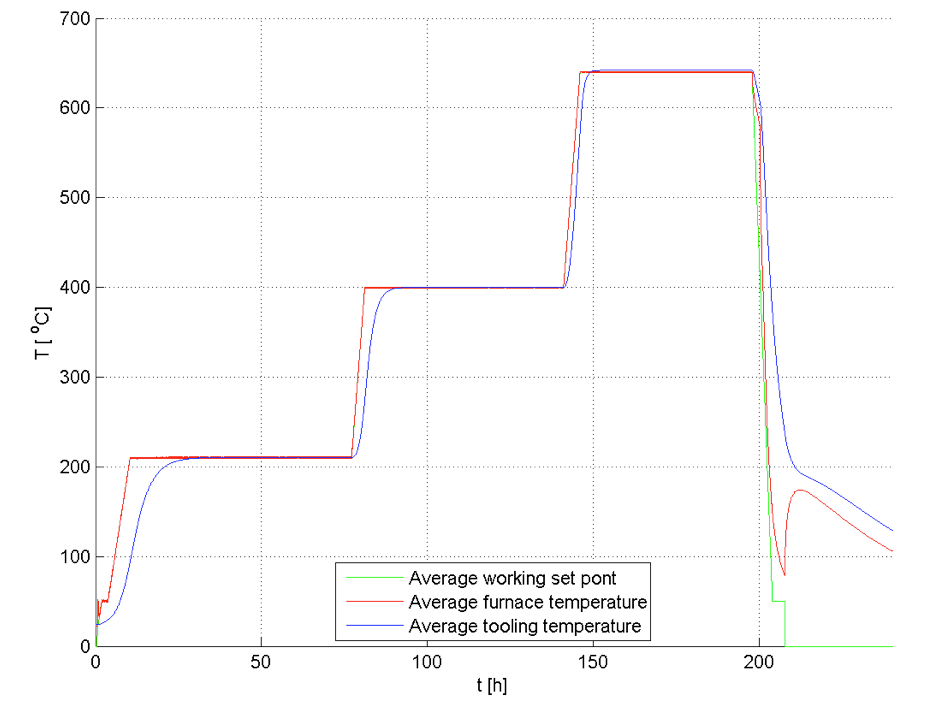 700
600
500
400
300
200
100
0
T [ °C]
0 50 100 150 200
t [h]
Average working set pont
Average furnace temperature
Average tooling temperature